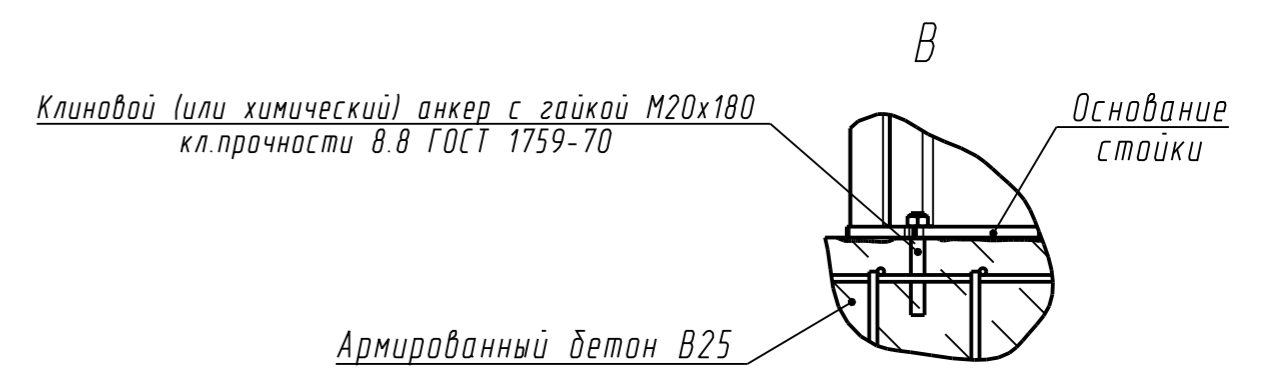 В
Клиновой (или химический) анкер с гайкой М20х180
кл.прочности 8.8 ГОСТ 1759-70
Основание
стойки
Армированный бетон В25